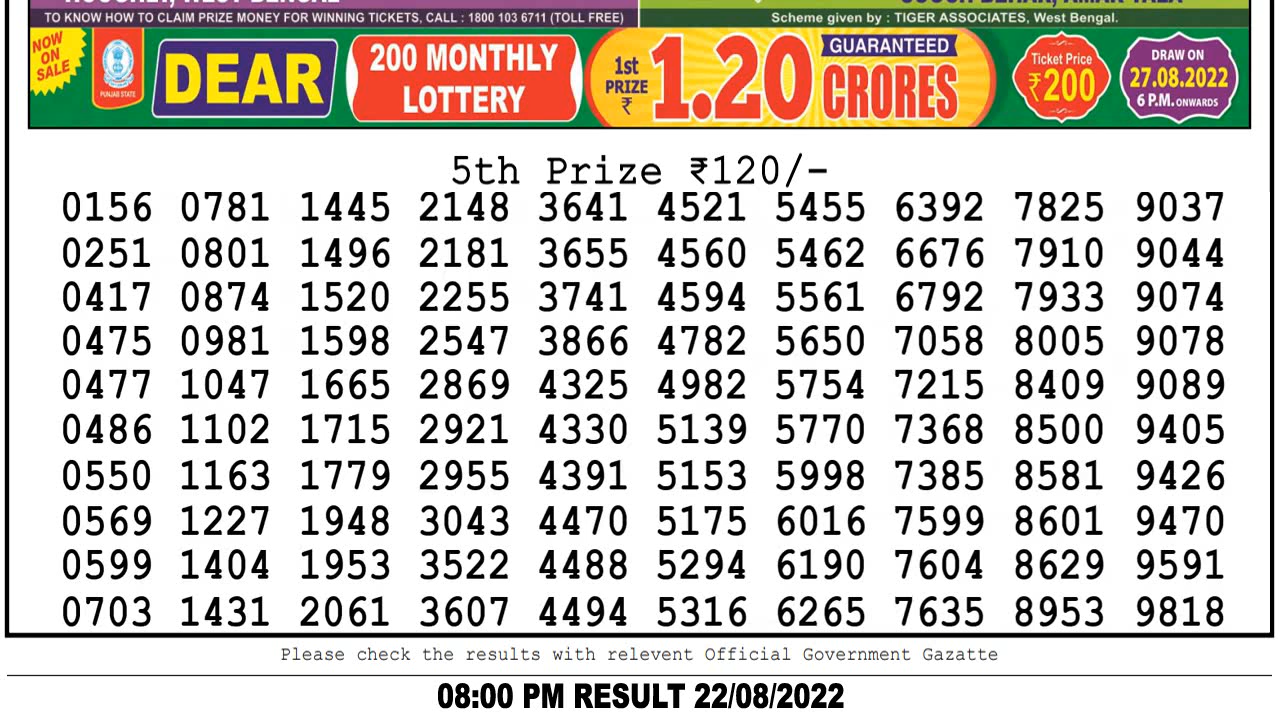 TO KNOW HOW TO CLAIM PRIZE MONEY FOR WINNING TICKETS, CALL : 1800 103 6711 (TOLL FREE)
Scheme given by : TIGER ASSOCIATES, West Bengal.
NOW
ON
SALE
PUNJAB STATE
DEAR
200 MONTHLY
LOTTERY
1st
PRIZE
₹
1.20
GUARANTEED
CRORES
Ticket Price
₹200
DRAW ON
27.08.2022
6 P.M. ONWARDS
5th Prize ₹120/-
0156 0781 1445 2148 3641 4521 5455 6392 7825 9037
0251 0801 1496 2181 3655 4560 5462 6676 7910 9044
0417 0874 1520 2255 3741 4594 5561 6792 7933 9074
0475 0981 1598 2547 3866 4782 5650 7058 8005 9078
0477 1047 1665 2869 4325 4982 5754 7215 8409 9089
0486 1102 1715 2921 4330 5139 5770 7368 8500 9405
0550 1163 1779 2955 4391 5153 5998 7385 8581 9426
0569 1227 1948 3043 4470 5175 6016 7599 8601 9470
0599 1404 1953 3522 4488 5294 6190 7604 8629 9591
0703 1431 2061 3607 4494 5316 6265 7635 8953 9818
Please check the results with relevent Official Government Gazatte
08:00 PM RESULT 22/08/2022